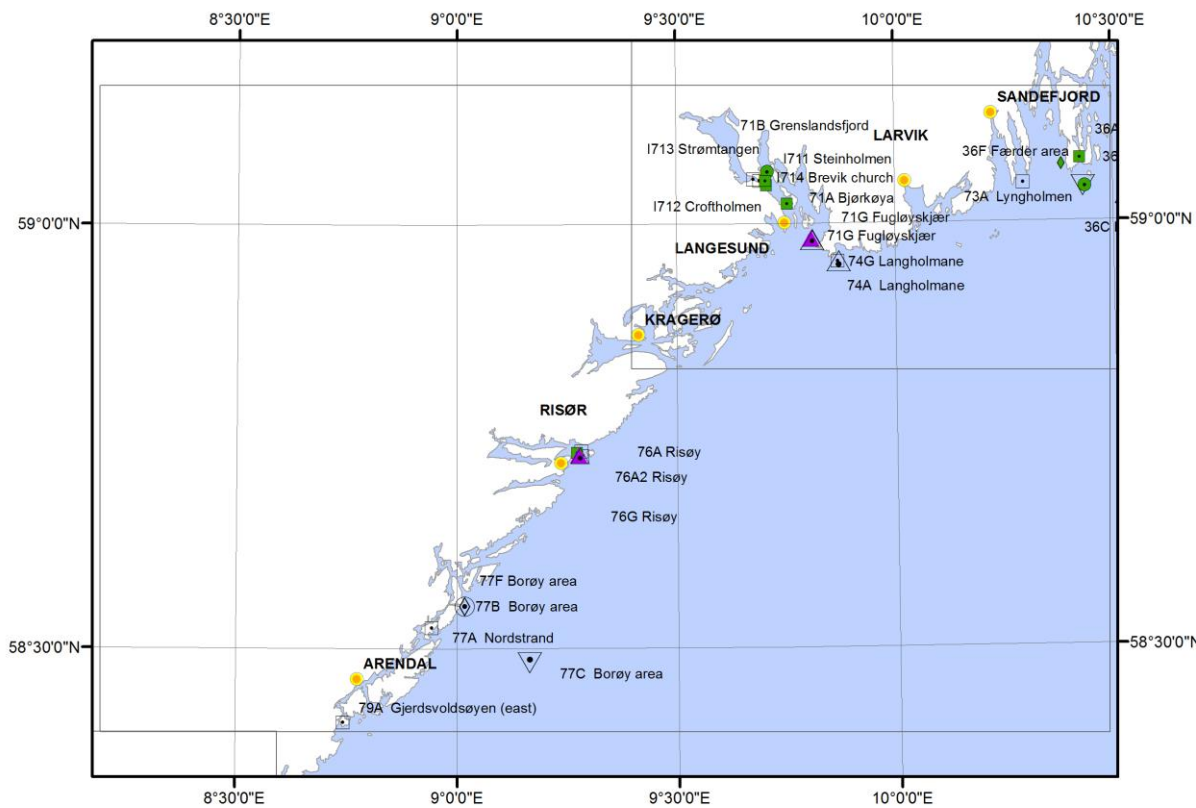 8°30'0"E 9°0'0"E 9°30'0"E 10°0'0"E 10°30'0"E
SANDEFJORD
71B Grenslandsfjord
LARVIK
36A
I713 Strømtangen
36F Færder area
36
I711 Steinholmen
I714 Brevik church
73A Lyngholmen
71A Bjørkøya
I712 Croftholmen
71G Fugløyskjær
59°0'0"N
59°0'0"N
36C
71G Fugløyskjær
LANGESUND
74G Langholmane
74A Langholmane
KRAGERØ
RISØR
76A Risøy
76A2 Risøy
76G Risøy
77F Borøy area
77B Borøy area
77A Nordstrand
58°30'0"N
58°30'0"N
ARENDAL
77C Borøy area
79A Gjerdsvoldsøyen (east)
8°30'0"E 9°0'0"E 9°30'0"E 10°0'0"E